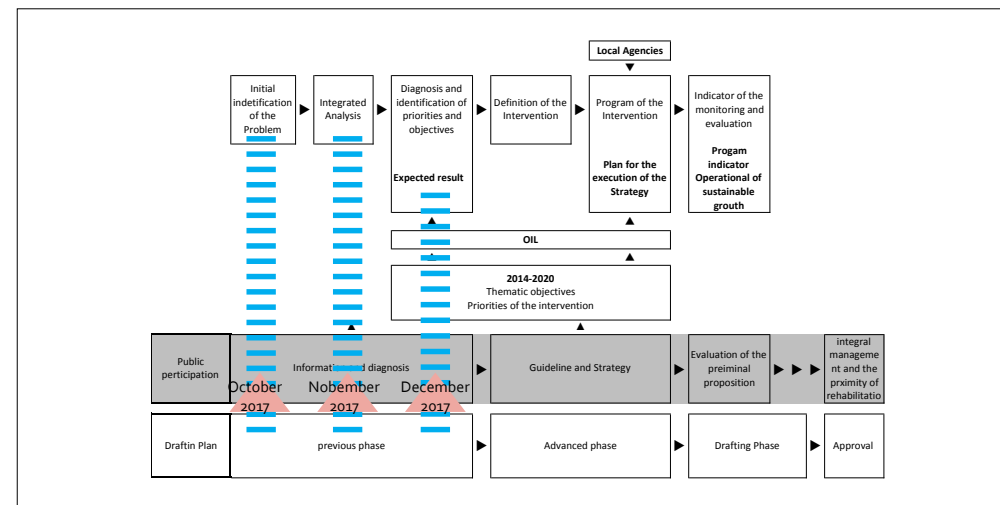 Local Agencies
Initial
indetification
of the
Problem
Integrated
Analysis
Diagnosis and
identification of
priorities and
objectives
Expected result
Definition of the
Intervention
Program of the
Intervention
Plan for the
execution of the
Strategy
Indicator of the
monitoring and
evaluation
Progam
indicator
Operational of
sustainable
grouth
OIL
2014-2020
Thematic objectives
Priorities of the intervention
Public
perticipation
Information and diagnosis
Guideline and Strategy
Evaluation of the
preiminal
proposition
integral
manageme
nt and the
prximity of
rehabilitatio
October
2017
Nobember
2017
December
2017
Draftin Plan
previous phase
Advanced phase
Drafting Phase
Approval